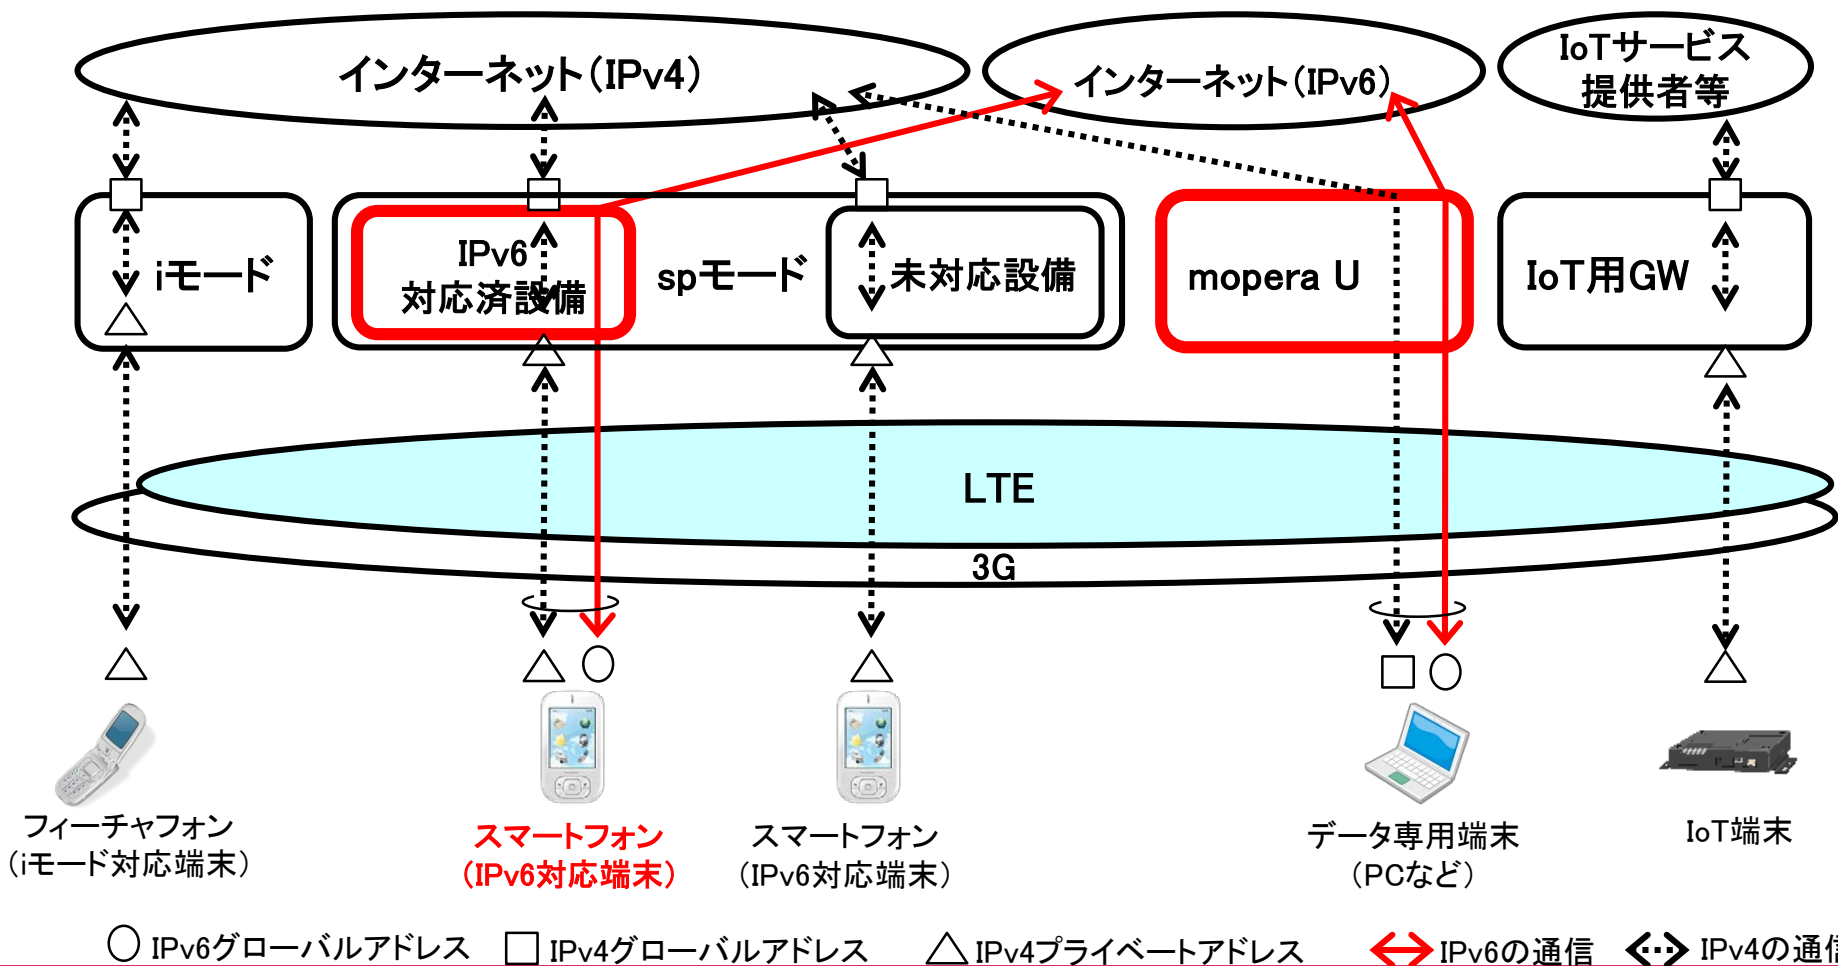 インターネット（IPv4）
インターネット（IPv6）
IoTサービス
提供者等
iモード
IPv6
対応済設備
spモード
未対応設備
mopera U
IoT用GW
LTE
3G
フィーチャフォン
（iモード対応端末）
スマートフォン
（IPv6対応端末）
スマートフォン
（IPv6対応端末）
データ専用端末
（PCなど）
IoT端末
IPv6グローバルアドレス
IPv4グローバルアドレス
IPv4プライベートアドレス
IPv6の通信
IPv4の通信